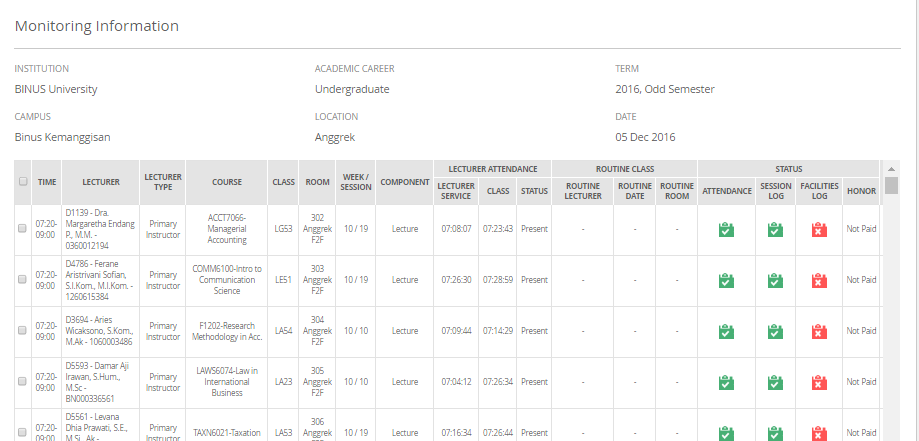 Monitoring Information
INSTITUTION ACADEMIC CAREER TERM
BINUS University Undergraduate 2016, Odd Semester
CAMPUS LOCATION DATE
Binus Kemanggisan Anggrek 05 Dec 2016
LECTURER ATTENDANCE ROUTINE CLASS STATUS
TIME LECTURER LECTURER TYPE COURSE CLASS ROOM WEEK / SESSION COMPONENT LECTURER SERVICE CLASS STATUS ROUTINE LECTURER ROUTINE DATE ROUTINE ROOM ATTENDANCE SESSION LOG FACILITIES LOG HONOR
07:20-09:00 D1139 - Dra. Margaretha Endang P., M.M. - 0360012194 Primary Instructor ACCT7066-Managerial Accounting LG53 302 Anggrek F2F 10 / 19 Lecture 07:08:07 07:23:43 Present - - - Not Paid
07:20-09:00 D4786 - Ferane Aristrivani Sofian, S.I.Kom., M.I.Kom. - 1260615384 Primary Instructor COMM6100-Intro to Communication Science LE51 303 Anggrek F2F 10 / 19 Lecture 07:26:30 07:28:59 Present - - - Not Paid
07:20-09:00 D3694 - Aries Wicaksono, S.Kom., M.Ak - 1060003486 Primary Instructor F1202-Research Methodology in Acc. LA54 304 Anggrek F2F 10 / 10 Lecture 07:09:44 07:14:29 Present - - - Not Paid
07:20-09:00 D5593 - Damar Aji Irawan, S.Hum., M.Sc - BN000336561 Primary Instructor LAWS6074-Law in International Business LA23 305 Anggrek F2F 10 / 10 Lecture 07:04:12 07:26:34 Present - - - Not Paid
07:20-09:00 D5561 - Levana Dhia Prawati, S.E., M.Si., Ak - Primary Instructor TAXN6021-Taxation LA53 306 Anggrek 10 / 19 Lecture 07:16:34 07:26:44 Present - - - Not Paid